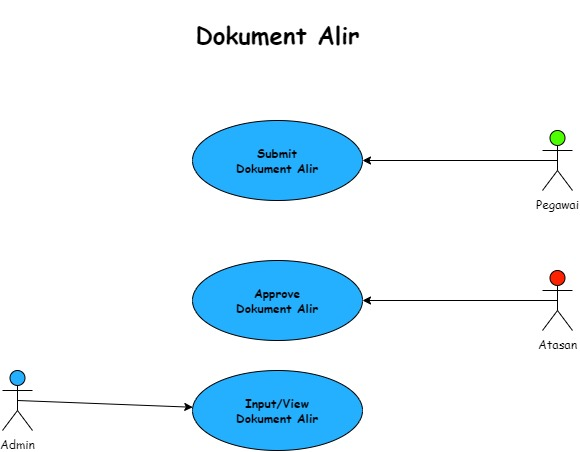 Dokument Alir
Submit
Dokument Alir
Pegawai
Approve
Dokument Alir
Atasan
Input/View
Dokument Alir
Admin